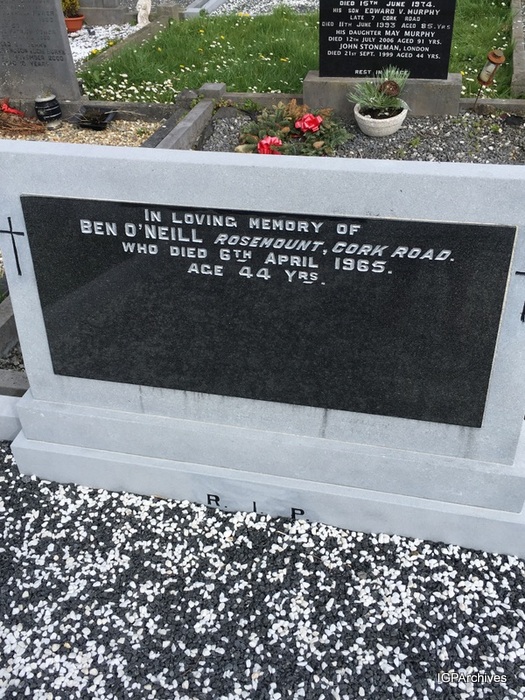 DIED 15TH JUNE 1974.
HIS SON EDWARD V. MURPHY
LATE 7 CORK ROAD
DIED 11TH JUNE 1993 AGED 85 YRS.
HIS DAUGHTER MAY MURPHY
DIED 12TH JULY 2006 AGED 91 YRS.
JOHN STONEMAN, LONDON
DIED 21ST SEPT. 1999 AGED 44 YRS.
REST IN PEACE
IN LOVING MEMORY OF
BEN O'NEILL ROSEMOUNT, CORK ROAD.
WHO DIED 6TH APRIL 1965.
AGE 44 YRS.
R. I. P
IGPArchives